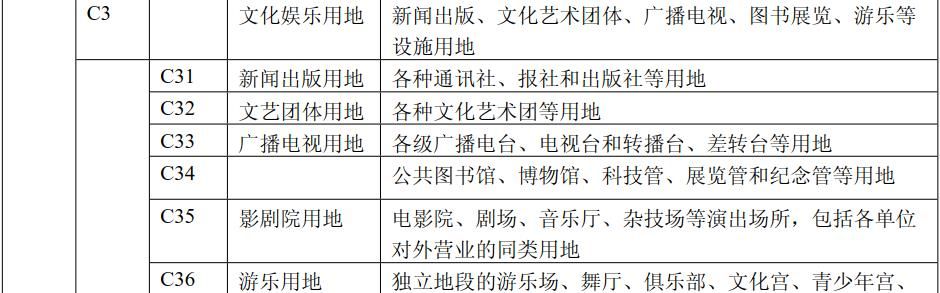 C3 文化娱乐用地 新闻出版、文化艺术团体、广播电视、图书展览、游乐等
设施用地
C31 新闻出版用地 各种通讯社、报社和出版社等用地
C32 文艺团体用地 各种文化艺术团等用地
C33 广播电视用地 各级广播电台、电视台和转播台、差转台等用地
C34 公共图书馆、博物馆、科技管、展览管和纪念管等用地
C35 影剧院用地 电影院、剧场、音乐厅、杂技场等演出场所，包括各单位
对外营业的同类用地
C36 游乐用地 独立地段的游乐场、舞厅、俱乐部、文化宫、青少年宫、